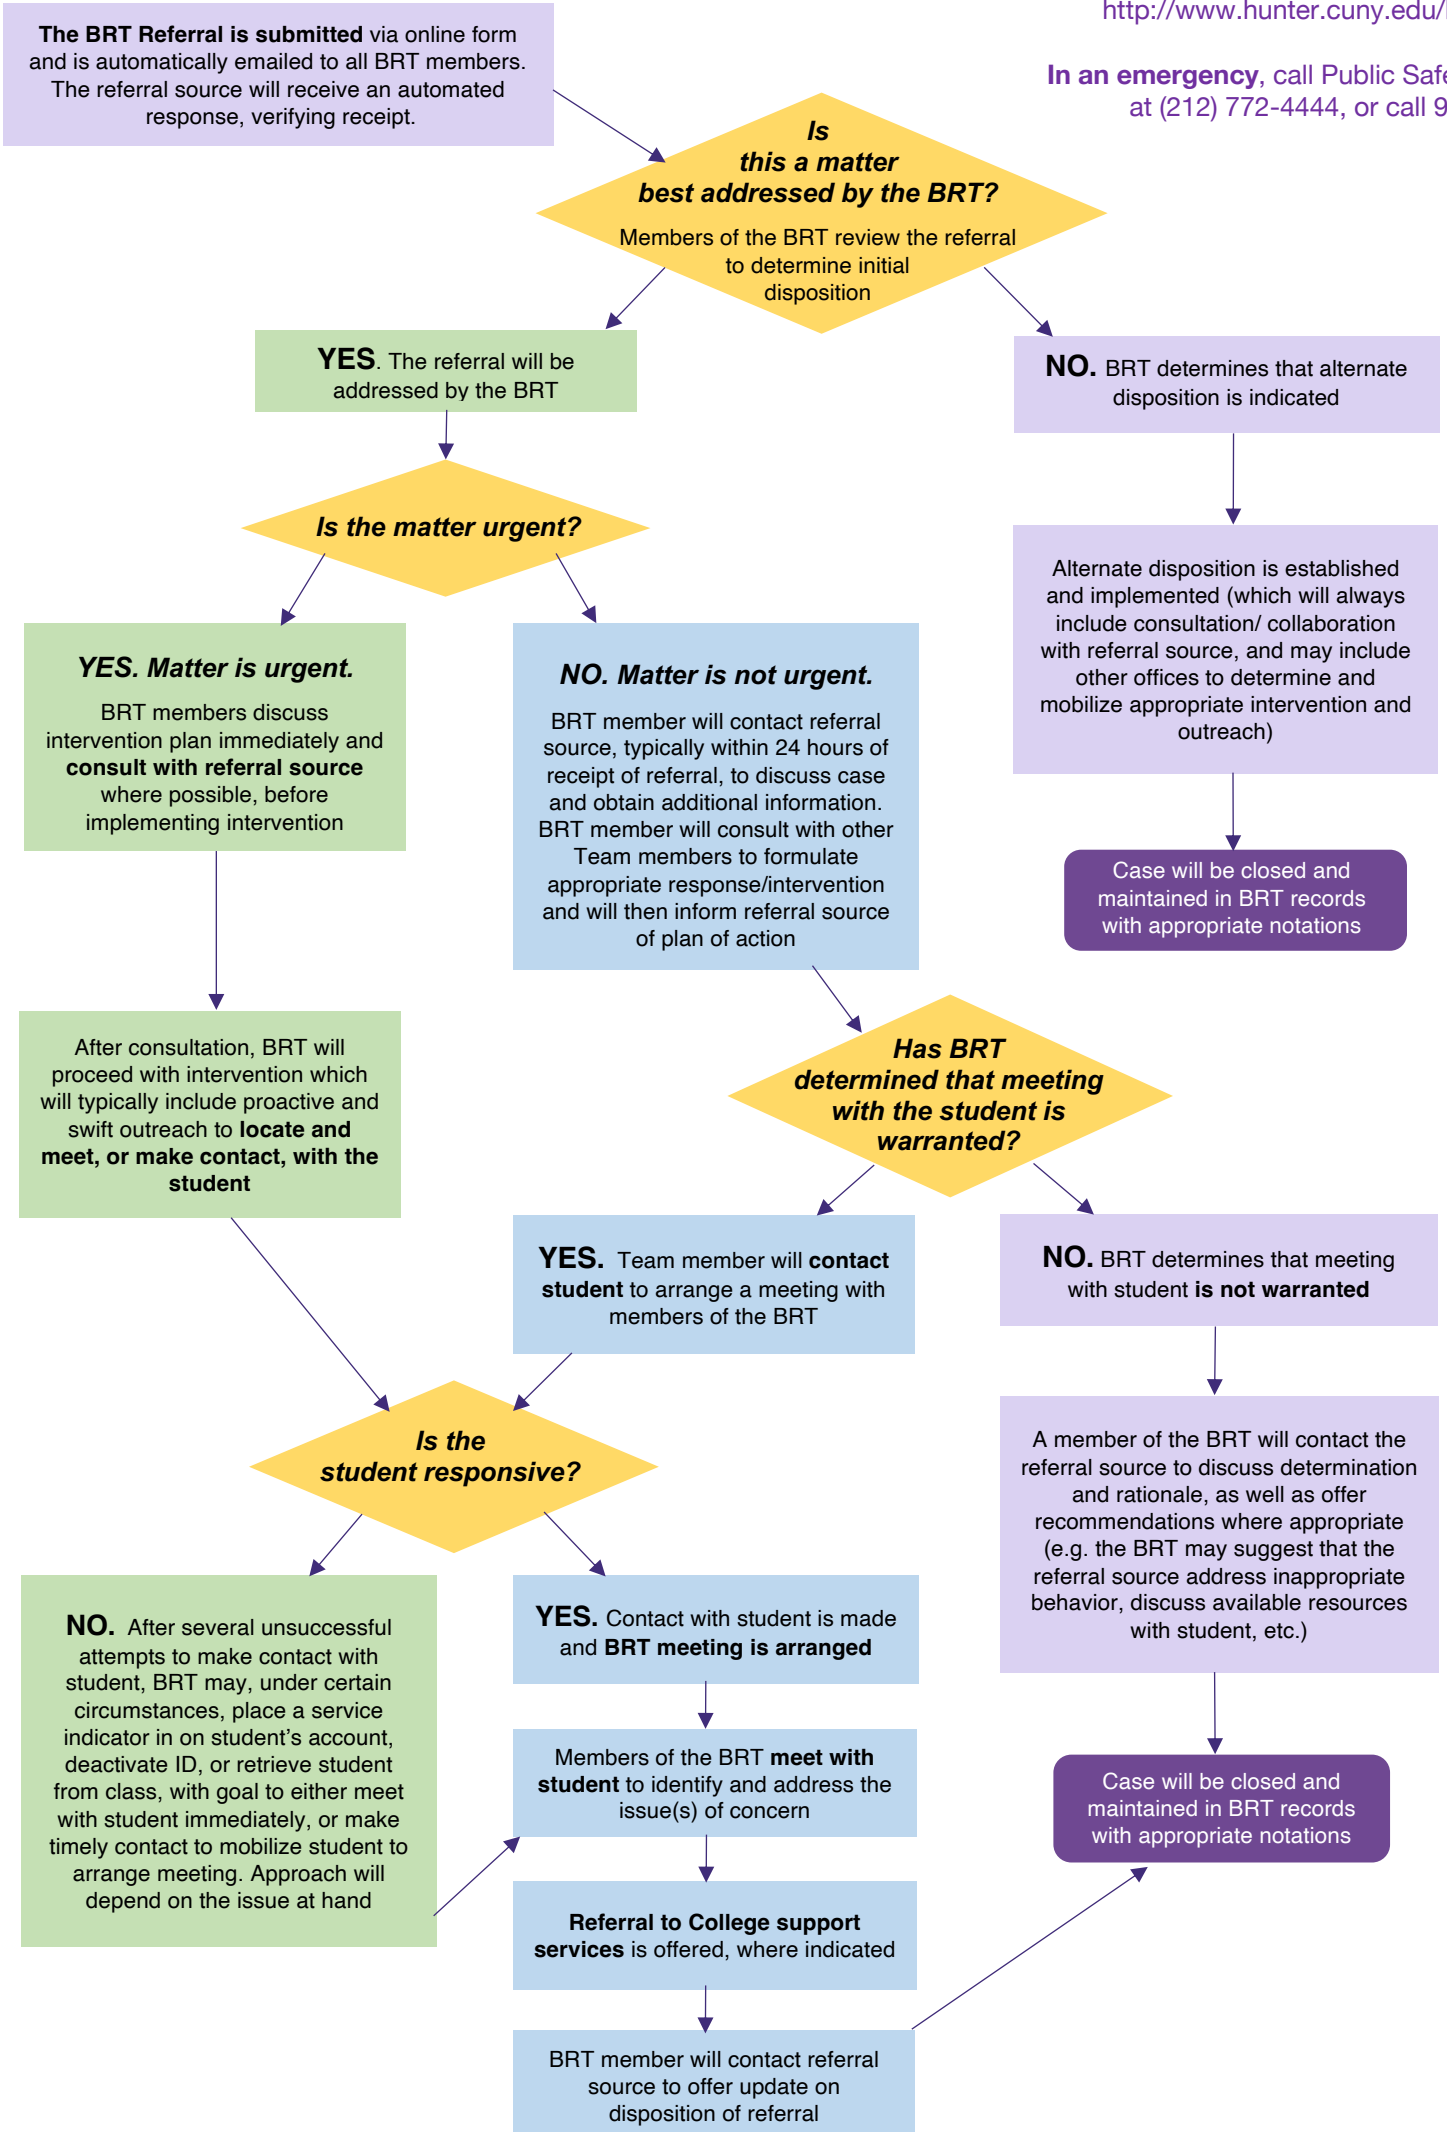 http://www.hunter.cuny.edu/
In an emergency, call Public
at (212) 772-4444, or call
The BRT Referral is submitted via online form
and is automatically emailed to all BRT members.
The referral source will receive an automated
response, verifying receipt.
Is
this a matter
best addressed by the BRT?
Members of the BRT review the referral
to determine initial
disposition
YES. The referral will be
addressed by the BRT
NO. BRT determines that alternate
disposition is indicated
Is the matter urgent?
Alternate disposition is established
and implemented (which will always
include consultation/ collaboration
with referral source, and may include
other offices to determine and
mobilize appropriate intervention and
outreach)
YES. Matter is urgent.
BRT members discuss
intervention plan immediately and
consult with referral source
where possible, before
implementing intervention
NO. Matter is not urgent.
BRT member will contact referral
source, typically within 24 hours of
receipt of referral, to discuss case
and obtain additional information.
BRT member will consult with other
Team members to formulate
appropriate response/intervention
and will then inform referral source
of plan of action
Case will be closed and
maintained in BRT records
with appropriate notations
After consultation, BRT will
proceed with intervention which
will typically include proactive and
swift outreach to locate and
meet, or make contact, with the
student
Has BRT
determined that meeting
with the student is
warranted?
YES. Team member will contact
student to arrange a meeting with
members of the BRT
NO. BRT determines that meeting
with student is not warranted
Is the
student responsive?
A member of the BRT will contact the
referral source to discuss determination
and rationale, as well as offer
recommendations where appropriate
(e.g. the BRT may suggest that the
referral source address inappropriate
behavior, discuss available resources
with student, etc.)
NO. After several unsuccessful
attempts to make contact with
student, BRT may, under certain
circumstances, place a service
indicator in on student’s account,
deactivate ID, or retrieve student
from class, with goal to either meet
with student immediately, or make
timely contact to mobilize student to
arrange meeting. Approach will
depend on the issue at hand
YES. Contact with student is made
and BRT meeting is arranged
Members of the BRT meet with
student to identify and address the
issue(s) of concern
Case will be closed and
maintained in BRT records
with appropriate notations
Referral to College support
services is offered, where indicated
BRT member will contact referral
source to offer update on
disposition of referral